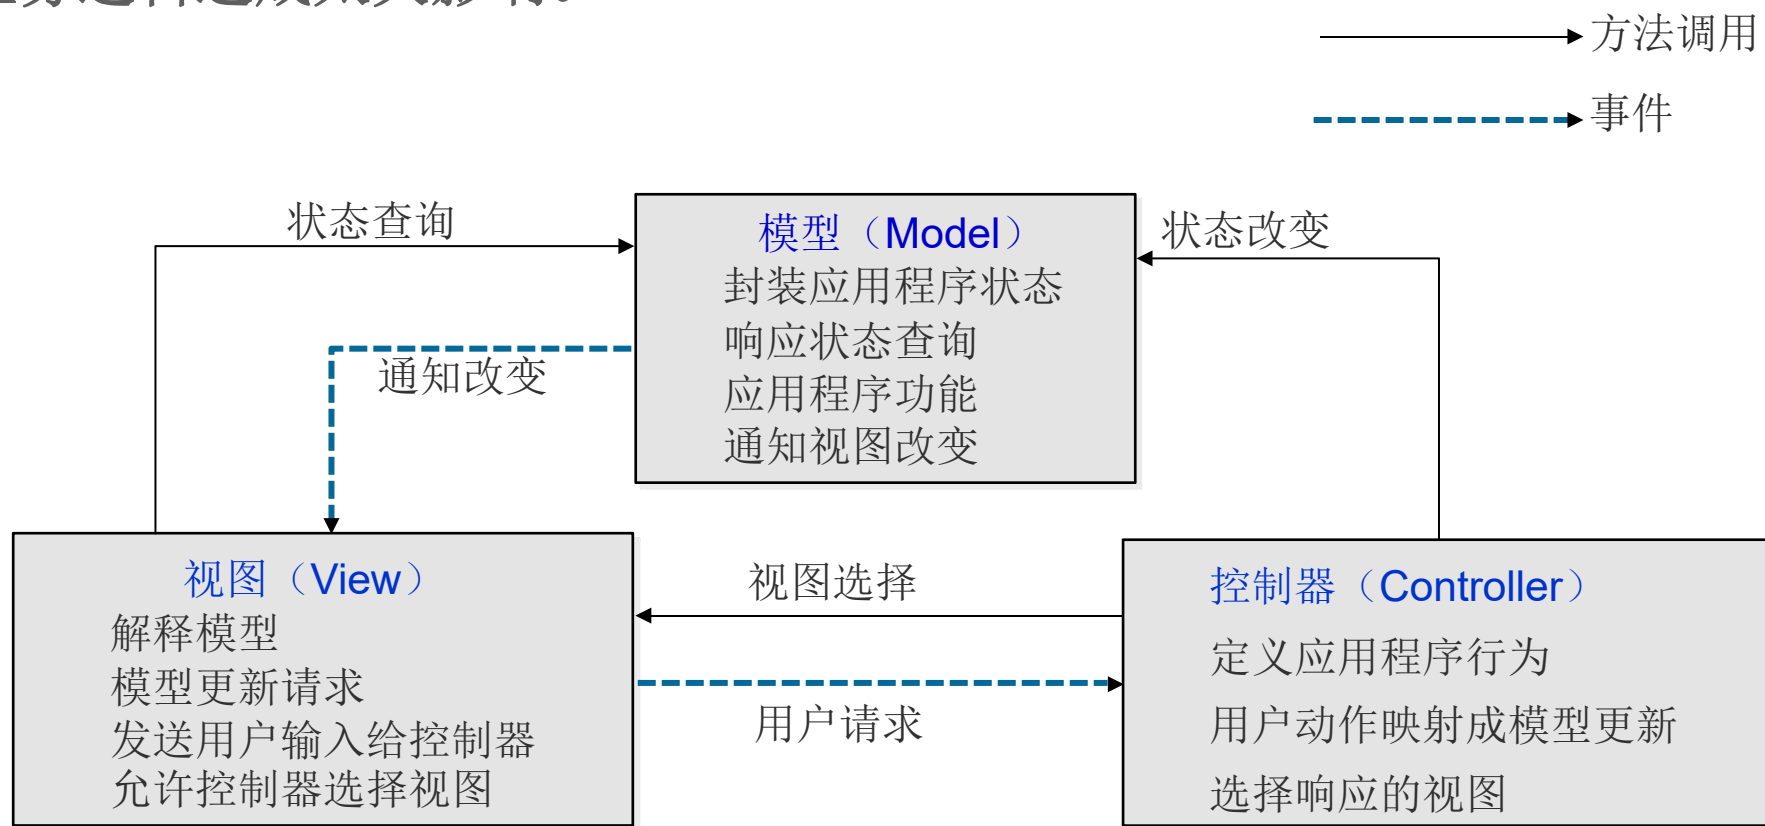 方法调用
事件
状态查询
模型（Model）
状态改变
封装应用程序状态
响应状态查询
通知改变
应用程序功能
通知视图改变
视图（View）
视图选择
控制器（Controller）
解释模型
定义应用程序行为
模型更新请求
用户请求
用户动作映射成模型更新
发送用户输入给控制器
允许控制器选择视图
选择响应的视图